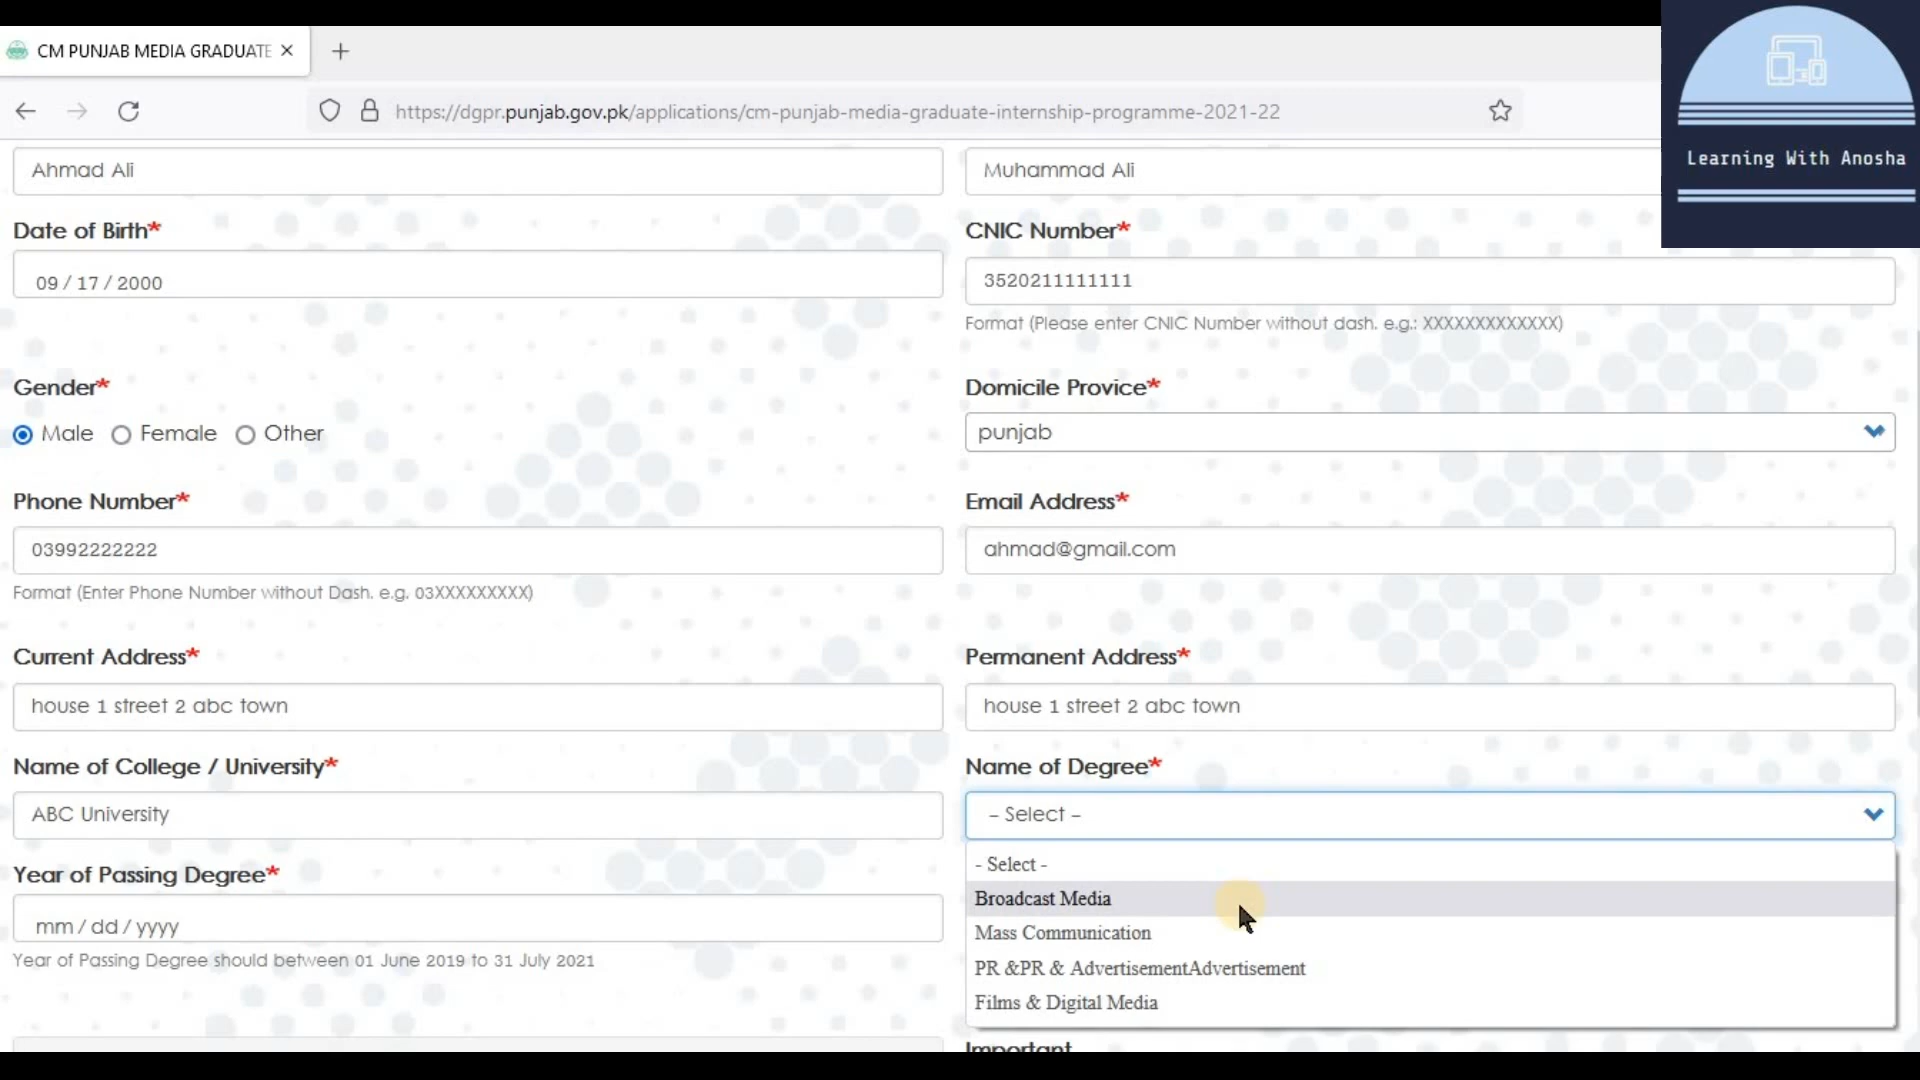 CM PUNJAB MEDIA GRADUATE
https://dgpr.punjab.gov.pk/applications/cm-punjab-media-graduate-internship-programme-2021-22
Learning With Anosha
Ahmad Ali
Muhammad Ali
Date of Birth*
CNIC Number*
09 / 17 / 2000
3520211111111
Format (Please enter CNIC Number without dash. e.g.: XXXXXXXXXXXXX)
Gender*
Domicile Provice*
Male Female Other
punjab
Phone Number*
Email Address*
03992222222
ahmad@gmail.com
Format (Enter Phone Number without Dash. e.g. 03XXXXXXXXX)
Current Address*
Permanent Address*
house 1 street 2 abc town
house 1 street 2 abc town
Name of College / University*
Name of Degree*
ABC University
- Select -
Year of Passing Degree*
- Select -
Broadcast Media
mm / dd / yyyy
Mass Communication
Year of Passing Degree should between 01 June 2019 to 31 July 2021
PR &PR & AdvertisementAdvertisement
Films & Digital Media
Important